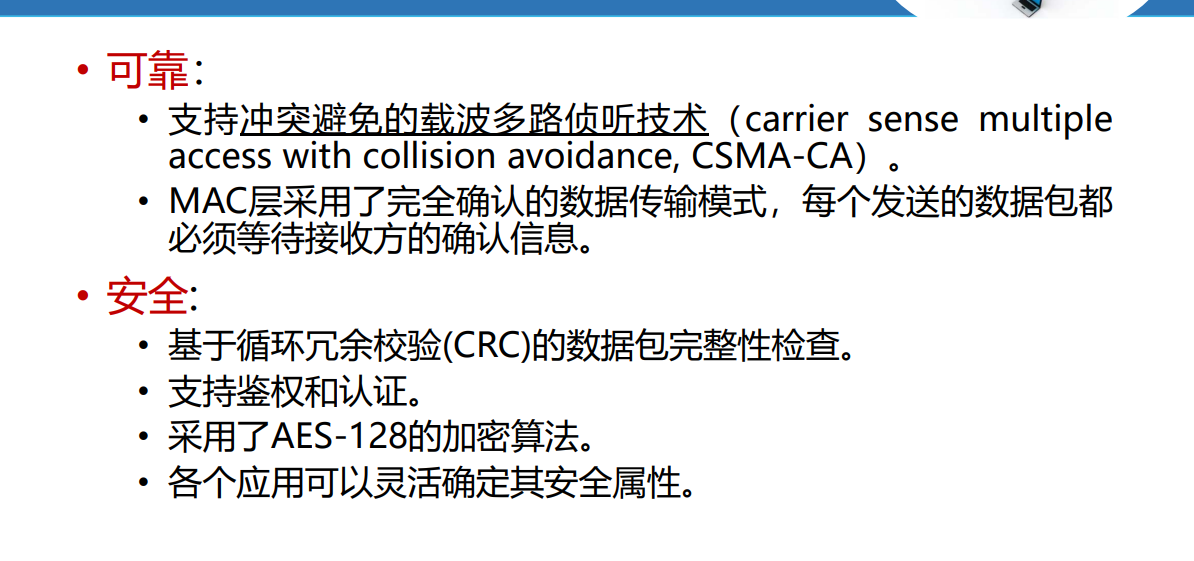 • 可靠：
• 支持冲突避免的载波多路侦听技术（carrier sense multiple
access with collision avoidance, CSMA-CA）。
• MAC层采用了完全确认的数据传输模式，每个发送的数据包都
必须等待接收方的确认信息。
• 安全:
• 基于循环冗余校验(CRC)的数据包完整性检查。
• 支持鉴权和认证。
• 采用了AES-128的加密算法。
• 各个应用可以灵活确定其安全属性。